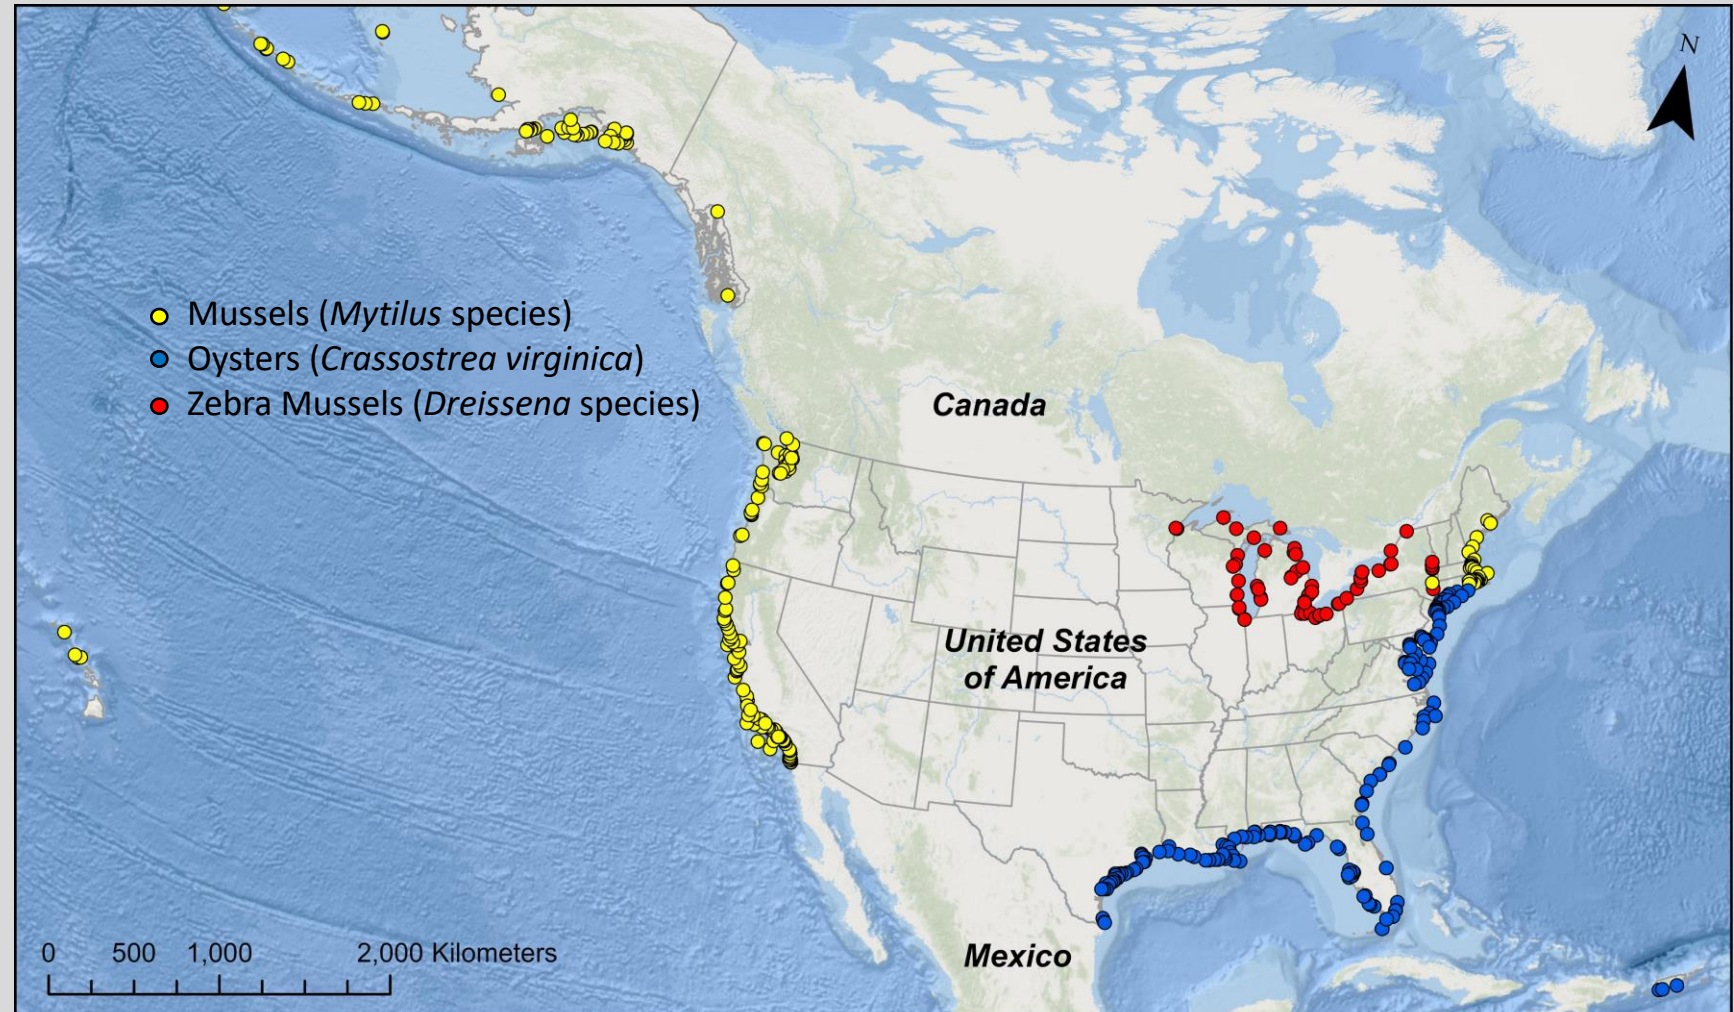 N
Mussels (Mytilus species)
Oysters (Crassostrea virginica)
Zebra Mussels (Dreissena species)
Canada
United States
of America
Mexico
0 500 1,000 2,000 Kilometers